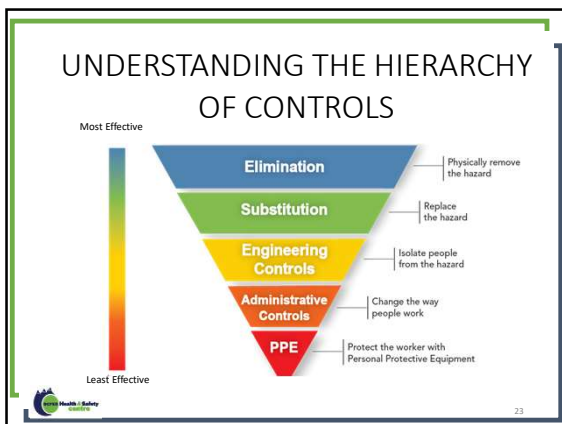 UNDERSTANDING THE HIERARCHY
OF CONTROLS
Most Effective
Elimination
Physically remove
the hazard
Substitution
Replace
the hazard
Engineering
Controls
Isolate people
from the hazard
Administrative
Controls
Change the way
people work
PPE
Protect the worker with
Personal Protective Equipment
Least Effective
Health & Safety
centre
23